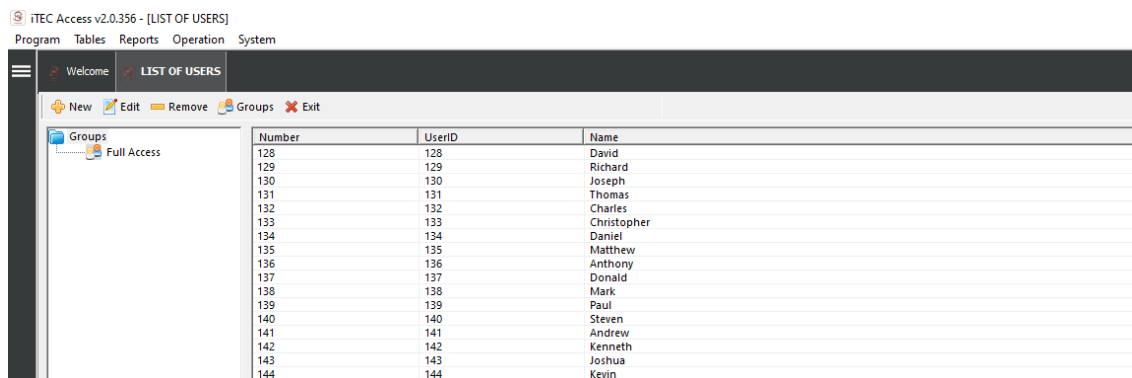 iTEC Access v2.0.356 - [LIST OF USERS]
Program Tables Reports Operation System
Welcome LIST OF USERS
New Edit Remove Groups Exit
Groups
Full Access
Number UserID Name
128 128 David
129 129 Richard
130 130 Joseph
131 131 Thomas
132 132 Charles
133 133 Christopher
134 134 Daniel
135 135 Matthew
136 136 Anthony
137 137 Donald
138 138 Mark
139 139 Paul
140 140 Steven
141 141 Andrew
142 142 Kenneth
143 143 Joshua
144 144 Kevin